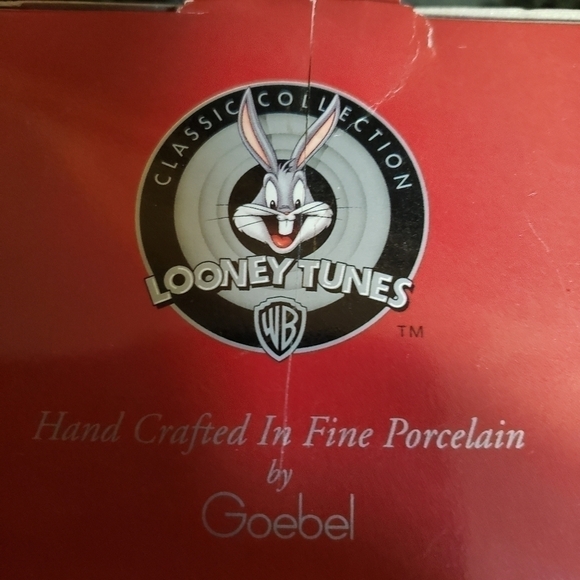 CLASSIC COLLECTION
LOONEY TUNES
WB
TM
Hand Crafted In Fine Porcelain
by
Goebel